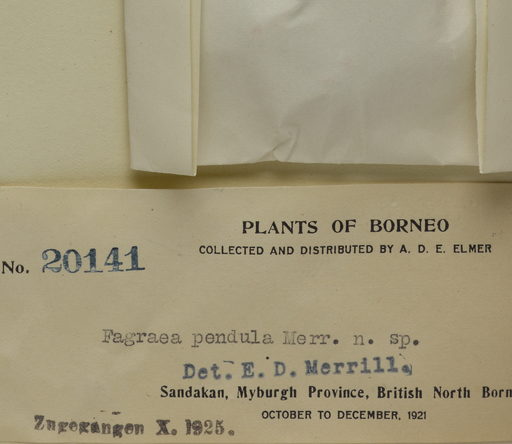 PLANTS OF BORNEO
COLLECTED AND DISTRIBUTED BY A. D. E. ELMER
No. 20141
Fagraea pendula Merr. n. sp.
Det. E. D. Merrill,
Sandakan, Myburgh Province, British North Born
OCTOBER TO DECEMBER, 1921
Zugegangen X. 1925.